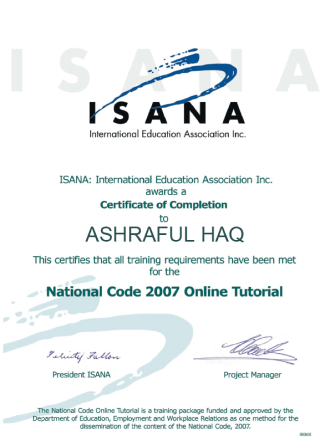 ISANA
ISANA
International Education Association Inc.
ISANA: International Education Association Inc.
awards a
Certificate of Completion
to
ASHRAFUL HAQ
This certifies that all training requirements have been met
for the
National Code 2007 Online Tutorial
Felicity Fallon
President ISANA
Project Manager
The National Code Online Tutorial is a training package funded and approved by the
Department of Education, Employment and Workplace Relations as one method for the
dissemination of the content of the National Code, 2007.